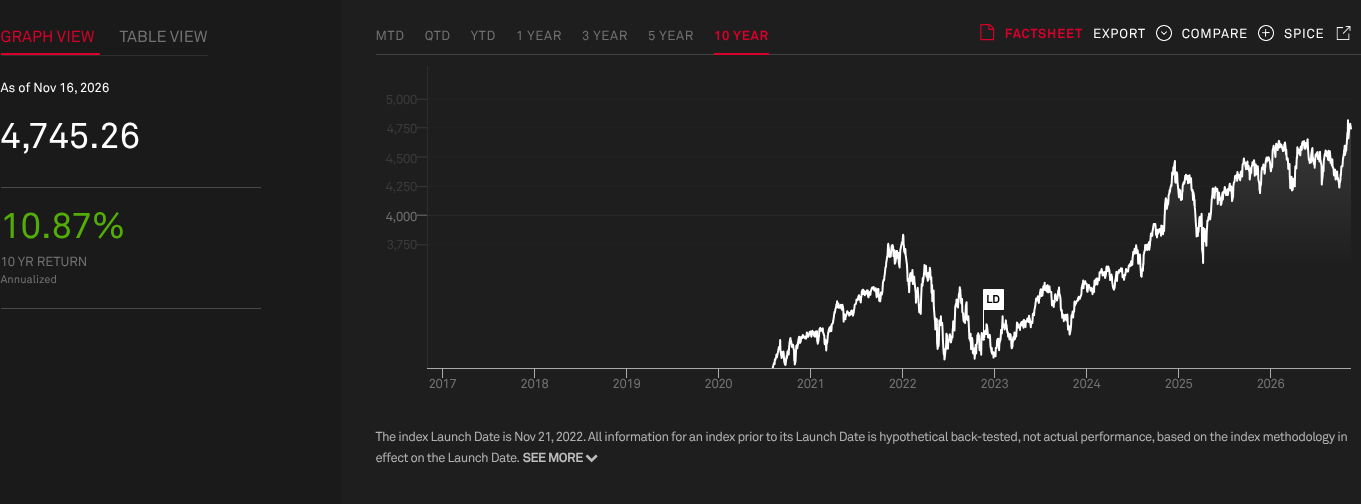 GRAPH VIEW TABLE VIEW
As of Nov 16, 2026
4,745.26
10.87%
10 YR RETURN
Annualized
MTD QTD YTD 1 YEAR 3 YEAR 5 YEAR 10 YEAR
FACTSHEET EXPORT COMPARE SPICE
5,000
4,750
4,500
4,250
4,000
3,750
LD
2017 2018 2019 2020 2021 2022 2023 2024 2025 2026
The index Launch Date is Nov 21, 2022. All information for an index prior to its Launch Date is hypothetical back-tested, not actual performance, based on the index methodology in
effect on the Launch Date. SEE MORE